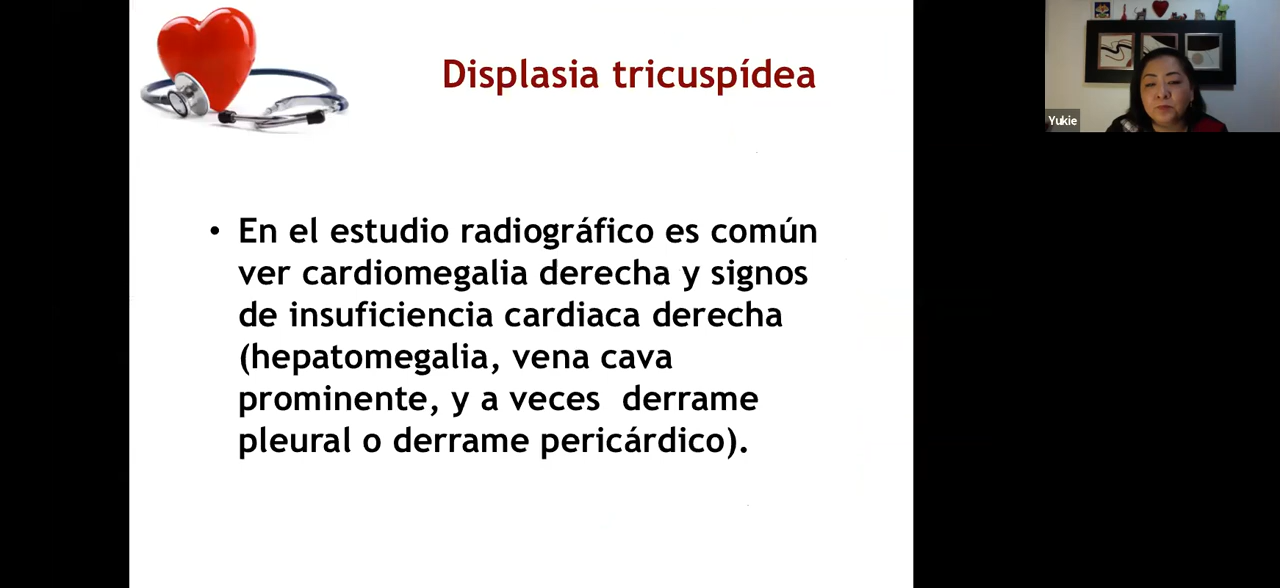 Displasia tricuspídea
• En el estudio radiográfico es común
ver cardiomegalia derecha y signos
de insuficiencia cardiaca derecha
(hepatomegalia, vena cava
prominente, y a veces  derrame
pleural o derrame pericárdico).
Yukie